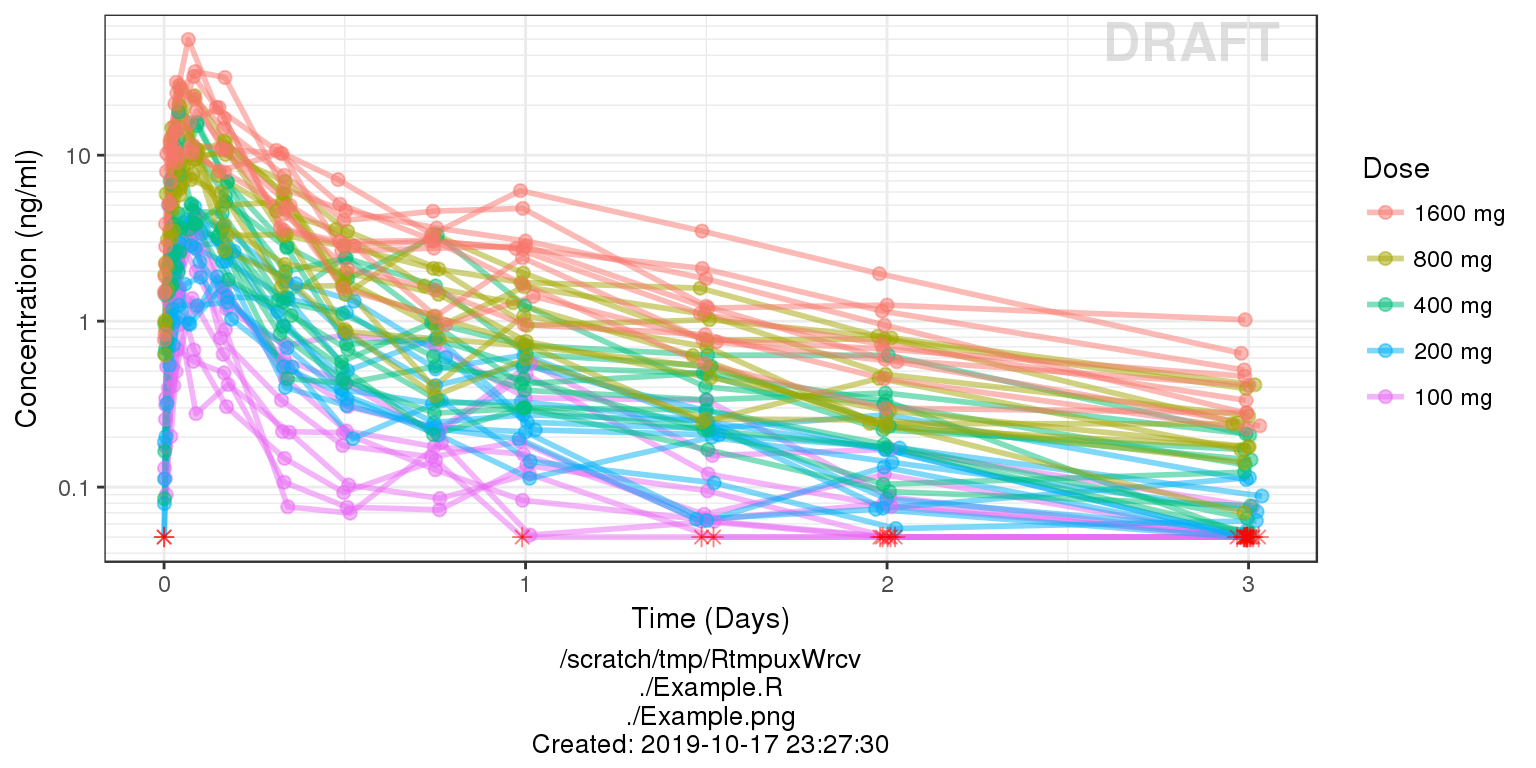 DRAFT
Concentration (ng/ml)
10
1
0.1
0
1
2
3
Time (Days)
Dose
1600 mg
800 mg
400 mg
200 mg
100 mg
/scratch/tmp/RtmpuxWrcv
./Example.R
./Example.png
Created: 2019-10-17 23:27:30